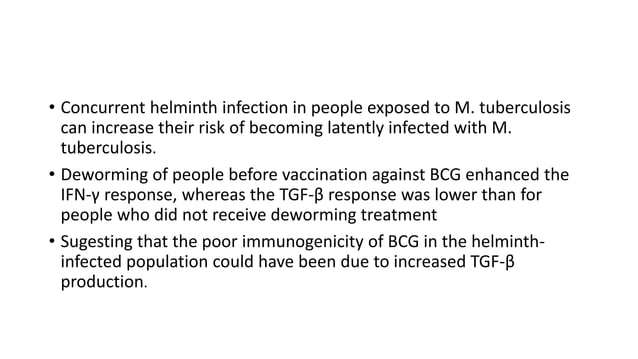 • Concurrent helminth infection in people exposed to M. tuberculosis
can increase their risk of becoming latently infected with M.
tuberculosis.
• Deworming of people before vaccination against BCG enhanced the
IFN-γ response, whereas the TGF-β response was lower than for
people who did not receive deworming treatment
• Sugesting that the poor immunogenicity of BCG in the helminth-
infected population could have been due to increased TGF-β
production.